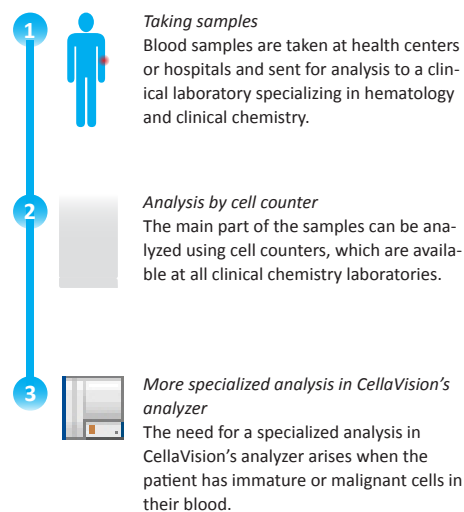 1
Taking samples
Blood samples are taken at health centers
or hospitals and sent for analysis to a clin-
ical laboratory specializing in hematology
and clinical chemistry.
2
Analysis by cell counter
The main part of the samples can be ana-
lyzed using cell counters, which are availa-
ble at all clinical chemistry laboratories.
3
More specialized analysis in CellaVision's
analyzer
The need for a specialized analysis in
CellaVision's analyzer arises when the
patient has immature or malignant cells in
their blood.